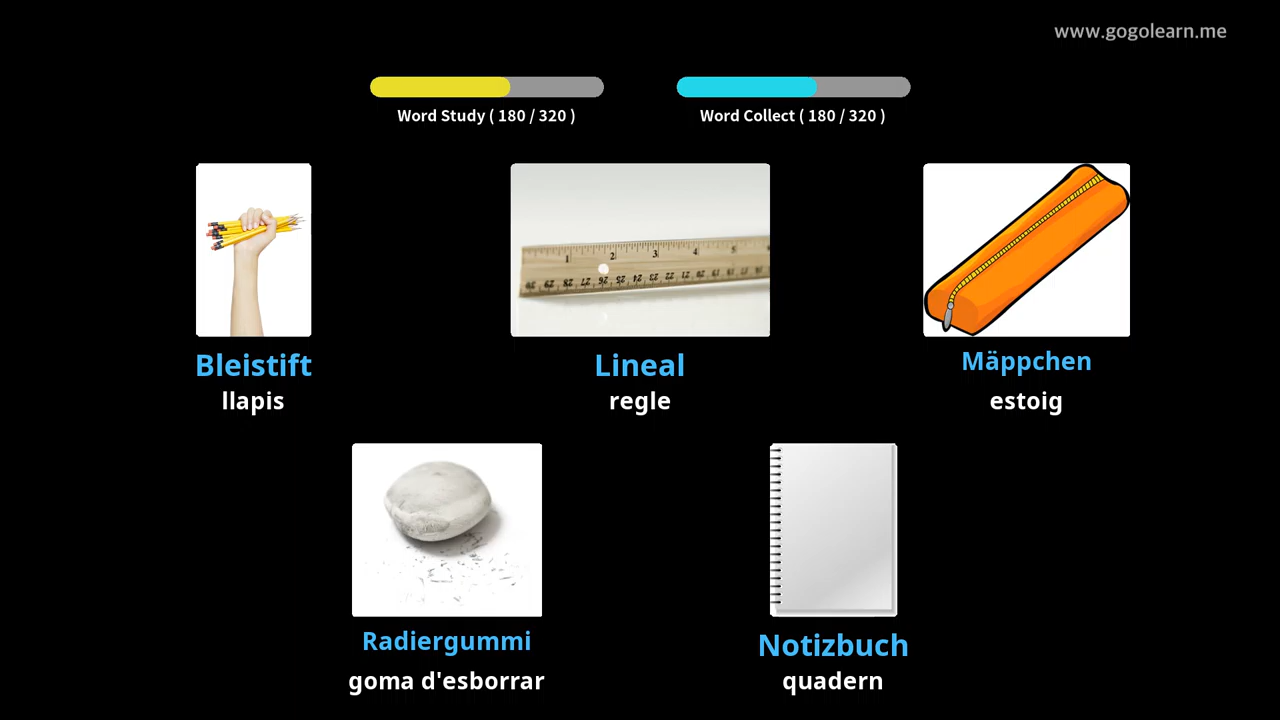 www.gogolearn.me
Word Study ( 180 / 320 )
Word Collect ( 180 / 320 )
Bleistift
llapis
Lineal
regle
Mäppchen
estoig
Radiergummi
goma d'esborrar
Notizbuch
quadern